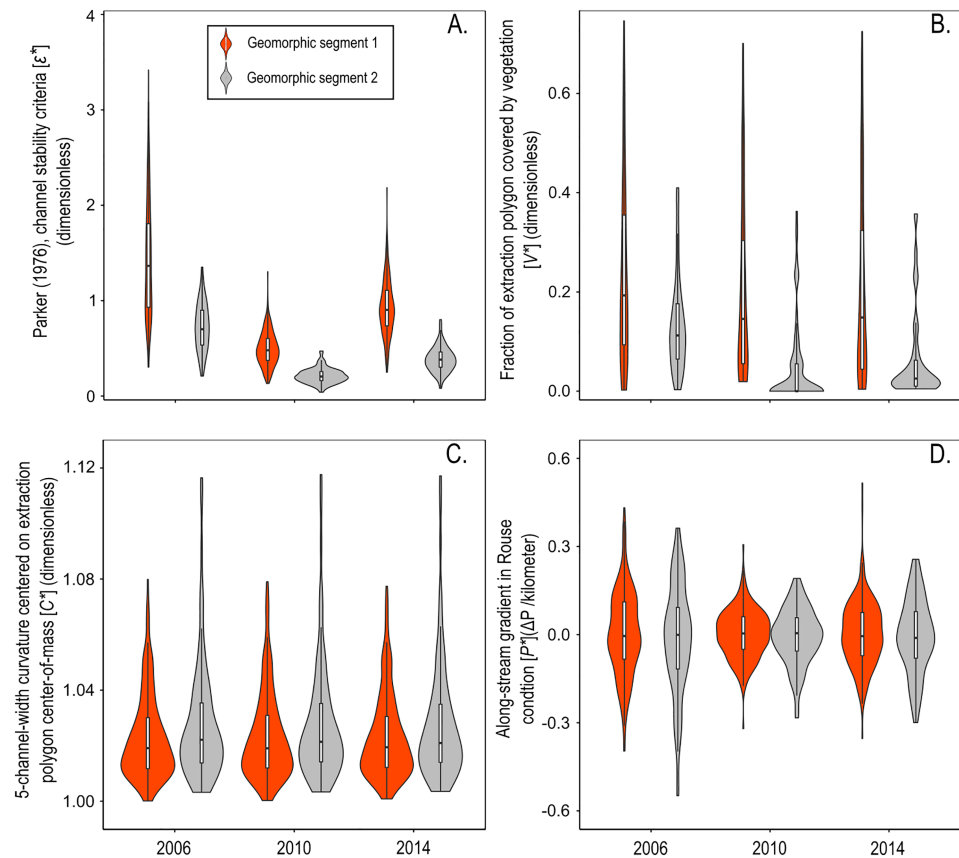 A.
Geomorphic segment 1
Geomorphic segment 2
Parker (1976), channel stability criteria [ε*]
(dimensionless)
4
3
2
1
0
B.
Fraction of extraction polygon covered by vegetation
[V*] (dimensionless)
0.6
0.4
0.2
0.0
C.
5-channel-width curvature centered on extraction
polygon center-of-mass [C*] (dimensionless)
1.12
1.08
1.04
1.00
2006
2010
2014
D.
Along-stream gradient in Rouse
condtion [P*](ΔP /kilometer)
0.6
0.3
0.0
-0.3
-0.6
2006
2010
2014